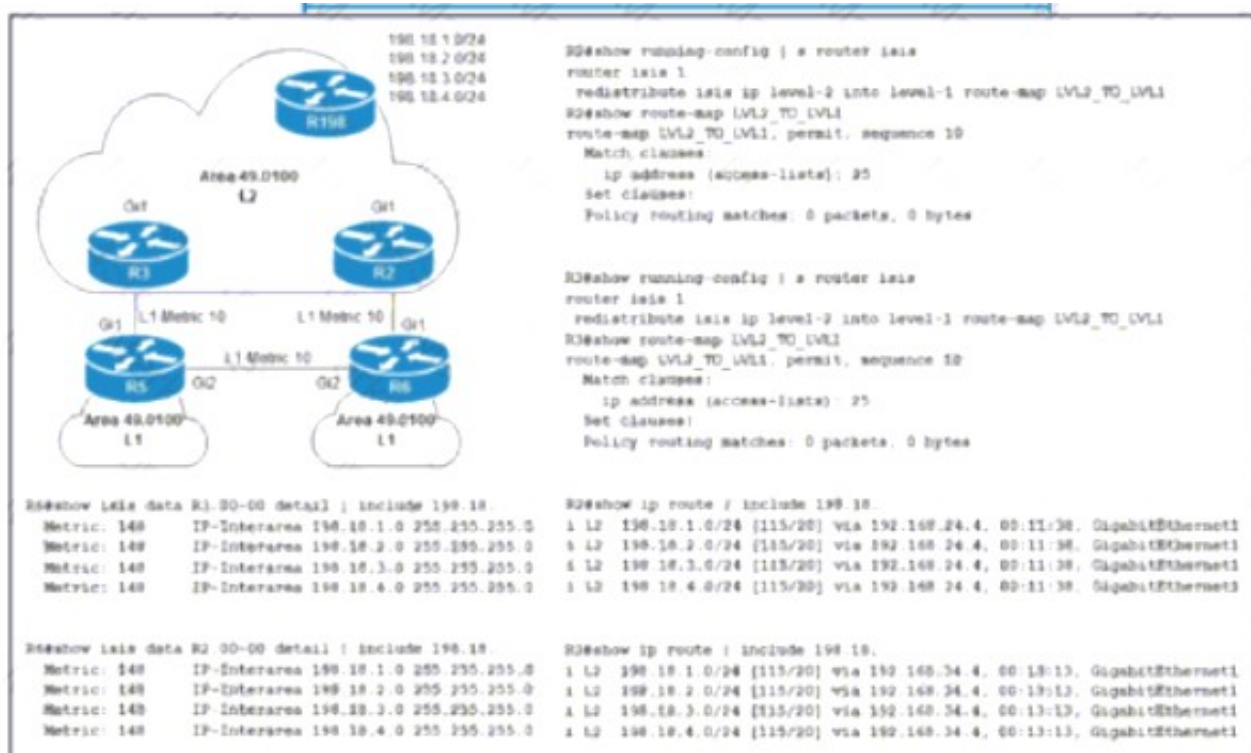 198.18.1.0/24
198.18.2.0/24
198.18.3.0/24
198.18.4.0/24
R198
Area 49.0100
L2
Gi1
Gi1
R3
R2
L1 Metric 10
L1 Metric 10
Gi1
Gi1
L1 Metric 10
R5
Gi2
Gi2
R6
Area 49.0100
L1
Area 49.0100
L1
R2#show running-config | s router isis
router isis 1
redistribute isis ip level-2 into level-1 route-map LVL2_TO_LVL1
R2#show route-map LVL2_TO_LVL1
route-map LVL2_TO_LVL1, permit, sequence 10
Match clauses:
ip address (access-lists): 25
Set clauses:
Policy routing matches: 0 packets, 0 bytes
R3#show running-config | s router isis
router isis 1
redistribute isis ip level-2 into level-1 route-map LVL2_TO_LVL1
R3#show route-map LVL2_TO_LVL1
route-map LVL2_TO_LVL1, permit, sequence 10
Match clauses:
ip address (access-lists): 25
Set clauses:
Policy routing matches: 0 packets, 0 bytes
R6#show isis data R3.00-00 detail | include 198.18.
Metric: 148 IP-Interarea 198.18.1.0 255.255.255.0
Metric: 148 IP-Interarea 198.18.2.0 255.255.255.0
Metric: 148 IP-Interarea 198.18.3.0 255.255.255.0
Metric: 148 IP-Interarea 198.18.4.0 255.255.255.0
R2#show ip route | include 198.18.
i L2 198.18.1.0/24 [115/20] via 192.168.24.4, 00:11:38, GigabitEthernet1
i L2 198.18.2.0/24 [115/20] via 192.168.24.4, 00:11:38, GigabitEthernet1
i L2 198.18.3.0/24 [115/20] via 192.168.24.4, 00:11:38, GigabitEthernet1
i L2 198.18.4.0/24 [115/20] via 192.168.24.4, 00:11:38, GigabitEthernet1
R6#show isis data R2.00-00 detail | include 198.18.
Metric: 148 IP-Interarea 198.18.1.0 255.255.255.0
Metric: 148 IP-Interarea 198.18.2.0 255.255.255.0
Metric: 148 IP-Interarea 198.18.3.0 255.255.255.0
Metric: 148 IP-Interarea 198.18.4.0 255.255.255.0
R3#show ip route | include 198.18.
i L2 198.18.1.0/24 [115/20] via 192.168.34.4, 00:13:13, GigabitEthernet1
i L2 198.18.2.0/24 [115/20] via 192.168.34.4, 00:13:13, GigabitEthernet1
i L2 198.18.3.0/24 [115/20] via 192.168.34.4, 00:13:13, GigabitEthernet1
i L2 198.18.4.0/24 [115/20] via 192.168.34.4, 00:13:13, GigabitEthernet1